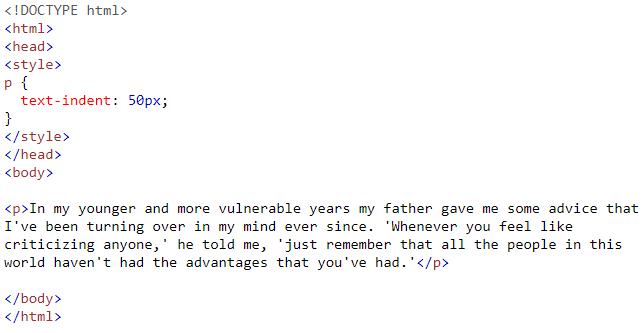 <!DOCTYPE html>
<html>
<head>
<style>
p {
  text-indent: 50px;
}
</style>
</head>
<body>

<p>In my younger and more vulnerable years my father gave me some advice that
I've been turning over in my mind ever since. 'Whenever you feel like
criticizing anyone,' he told me, 'just remember that all the people in this
world haven't had the advantages that you've had.'</p>

</body>
</html>